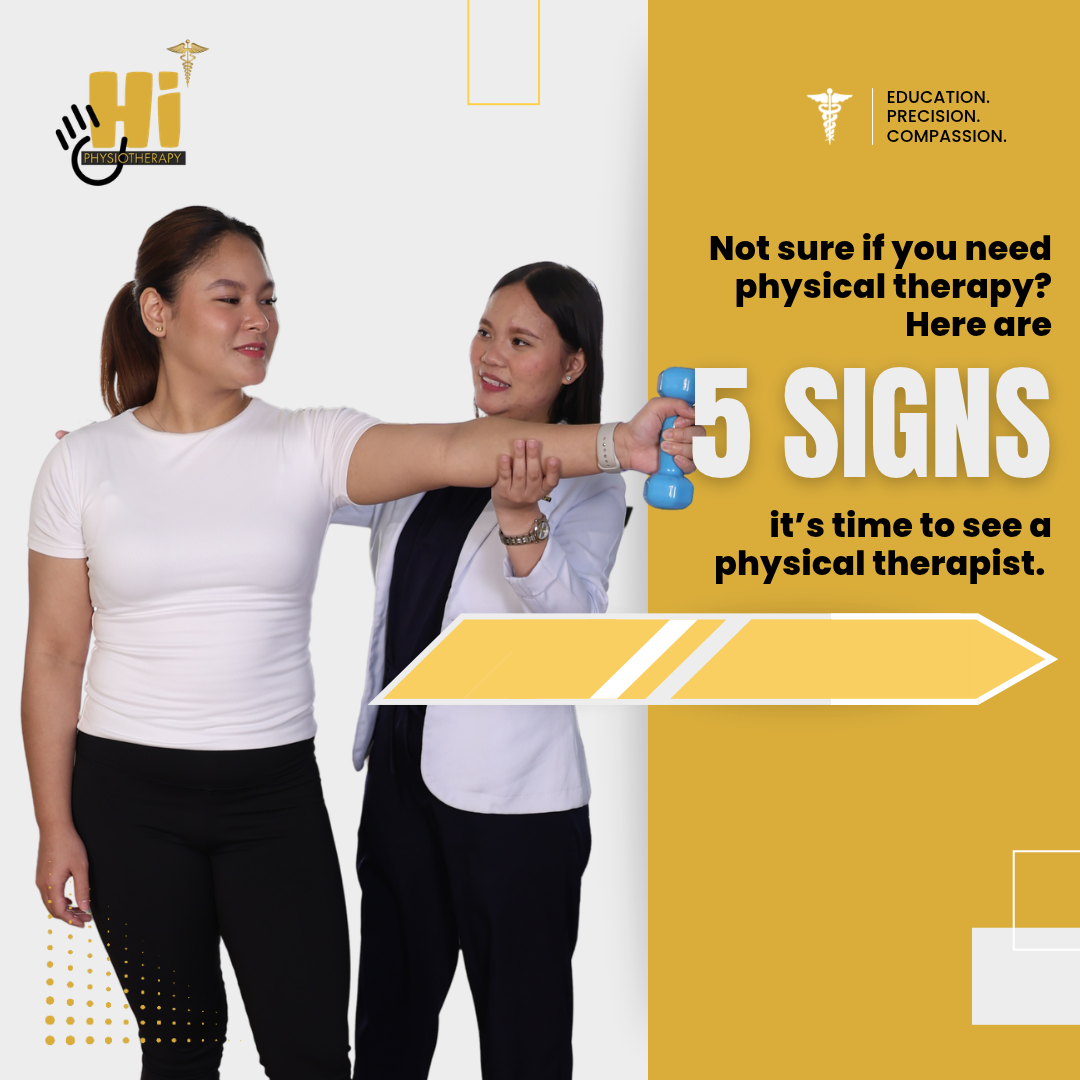 Hi
PHYSIOTHERAPY
EDUCATION.
PRECISION.
COMPASSION.
Not sure if you need
physical therapy?
Here are
5 SIGNS
it’s time to see a
physical therapist.